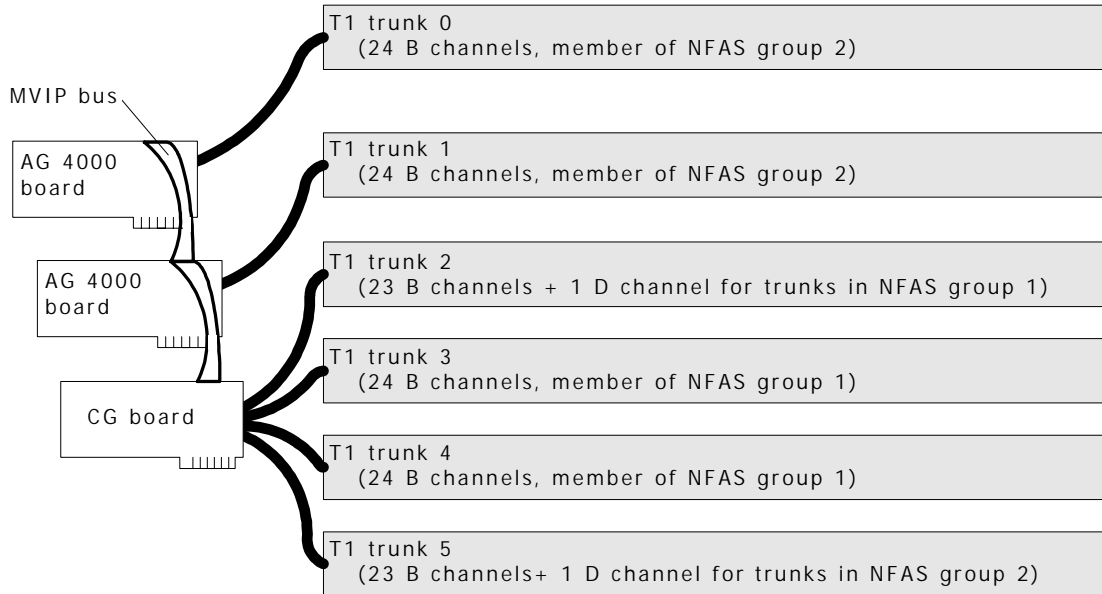 T1 trunk 0
(24 B channels, member of NFAS group 2)
MVIP bus
AG 4000
board
T1 trunk 1
(24 B channels, member of NFAS group 2)
AG 4000
board
T1 trunk 2
(23 B channels + 1 D channel for trunks in NFAS group 1)
T1 trunk 3
(24 B channels, member of NFAS group 1)
CG board
T1 trunk 4
(24 B channels, member of NFAS group 1)
T1 trunk 5
(23 B channels+ 1 D channel for trunks in NFAS group 2)